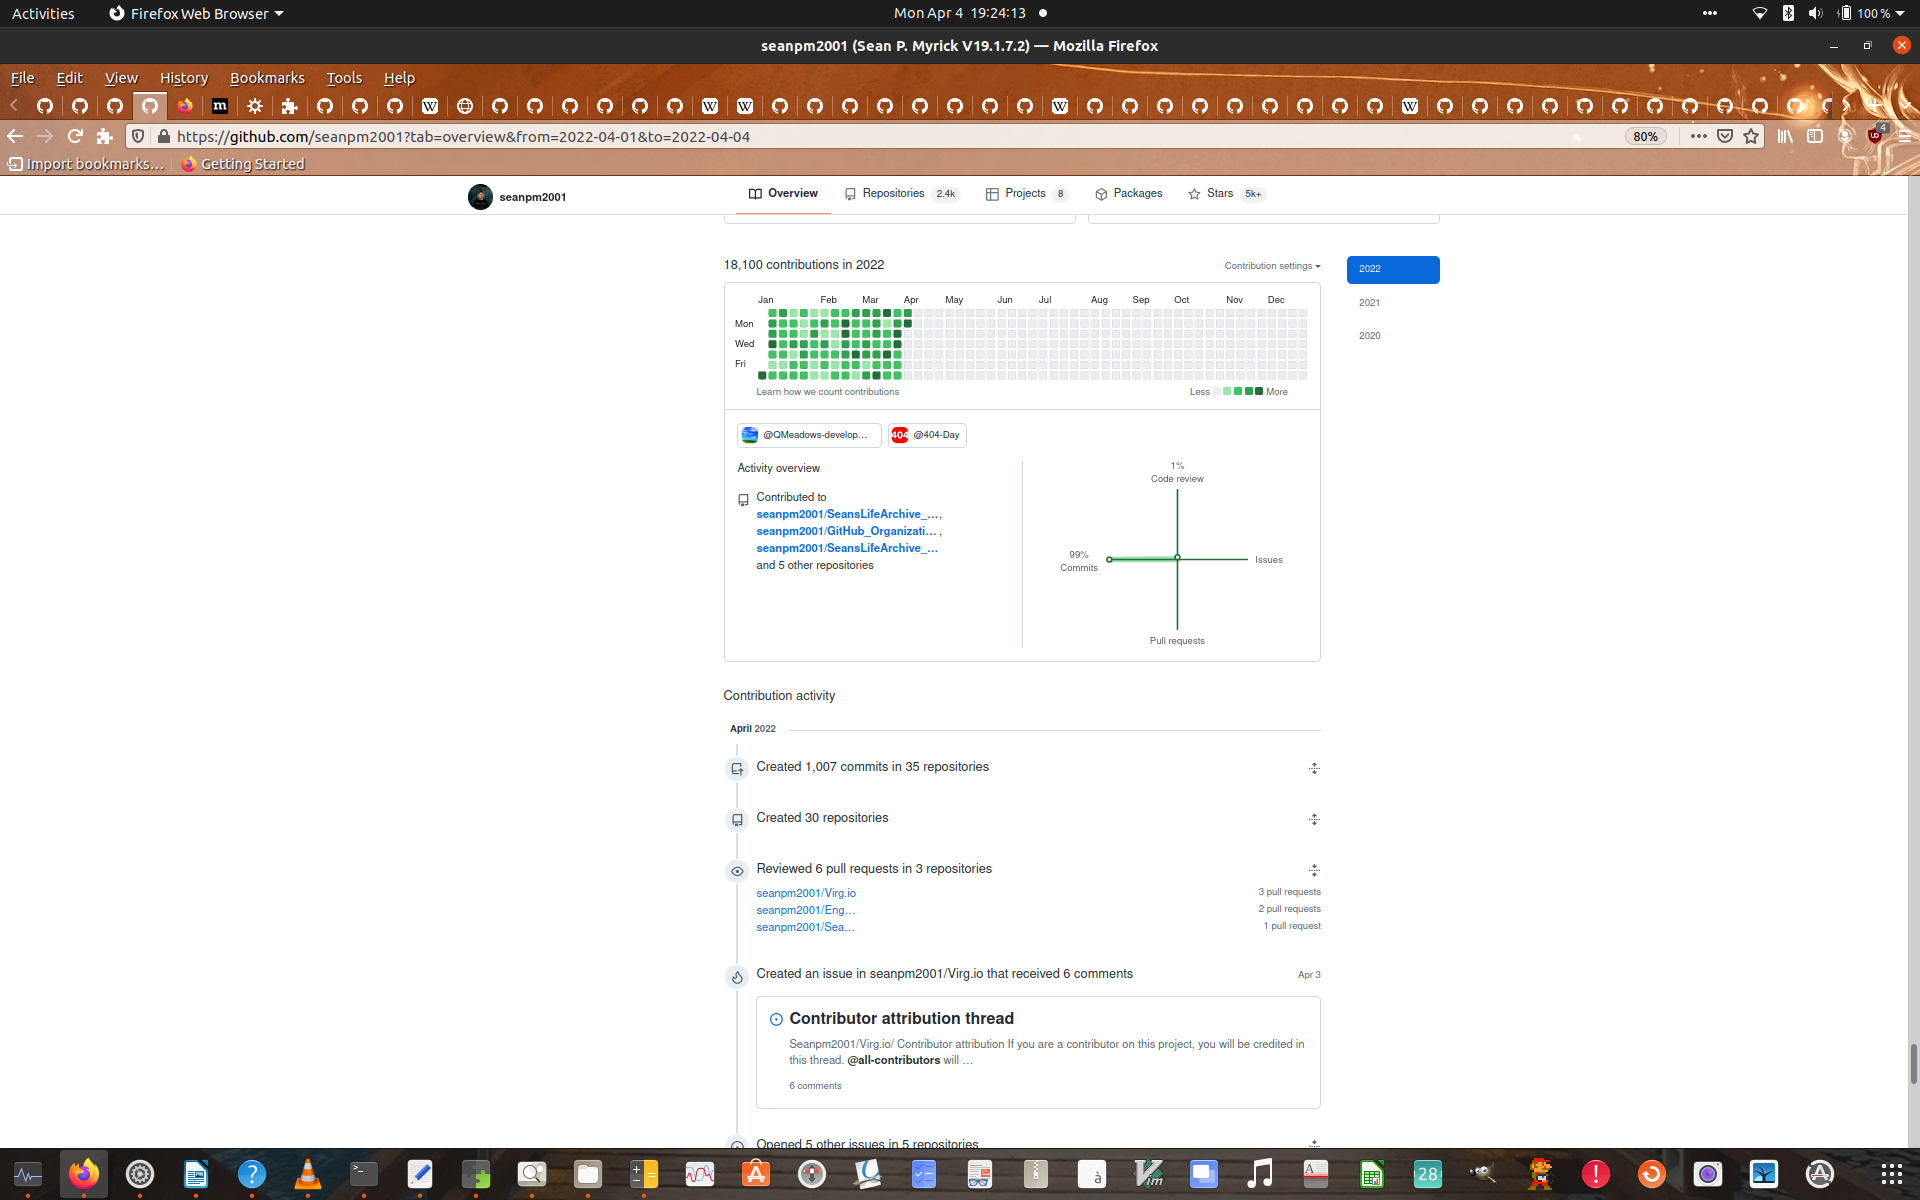 Activities
Firefox Web Browser
Mon Apr 4 19:24:13
100 %
seanpm2001 (Sean P. Myrick V19.1.7.2) — Mozilla Firefox
File Edit View History Bookmarks Tools Help
https://github.com/seanpm2001?tab=overview&from=2022-04-01&to=2022-04-04
80%
4
Import bookmarks… Getting Started
seanpm2001
Overview Repositories 2.4k Projects 8 Packages Stars 5k+
18,100 contributions in 2022
Contribution settings
2022
2021
2020
Jan Feb Mar Apr May Jun Jul Aug Sep Oct Nov Dec
Mon
Wed
Fri
Learn how we count contributions
Less More
@QMeadows-develop…
404 @404-Day
Activity overview
Contributed to
seanpm2001/SeansLifeArchive_…,
seanpm2001/GitHub_Organizati… ,
seanpm2001/SeansLifeArchive_…
and 5 other repositories
1%
Code review
99%
Commits
Issues
Pull requests
Contribution activity
April 2022
Created 1,007 commits in 35 repositories
Created 30 repositories
Reviewed 6 pull requests in 3 repositories
seanpm2001/Virg.io 3 pull requests
seanpm2001/Eng… 2 pull requests
seanpm2001/Sea… 1 pull request
Created an issue in seanpm2001/Virg.io that received 6 comments Apr 3
Contributor attribution thread
Seanpm2001/Virg.io/ Contributor attribution If you are a contributor on this project, you will be credited in
this thread. @all-contributors will …
6 comments
Opened 5 other issues in 5 repositories
28